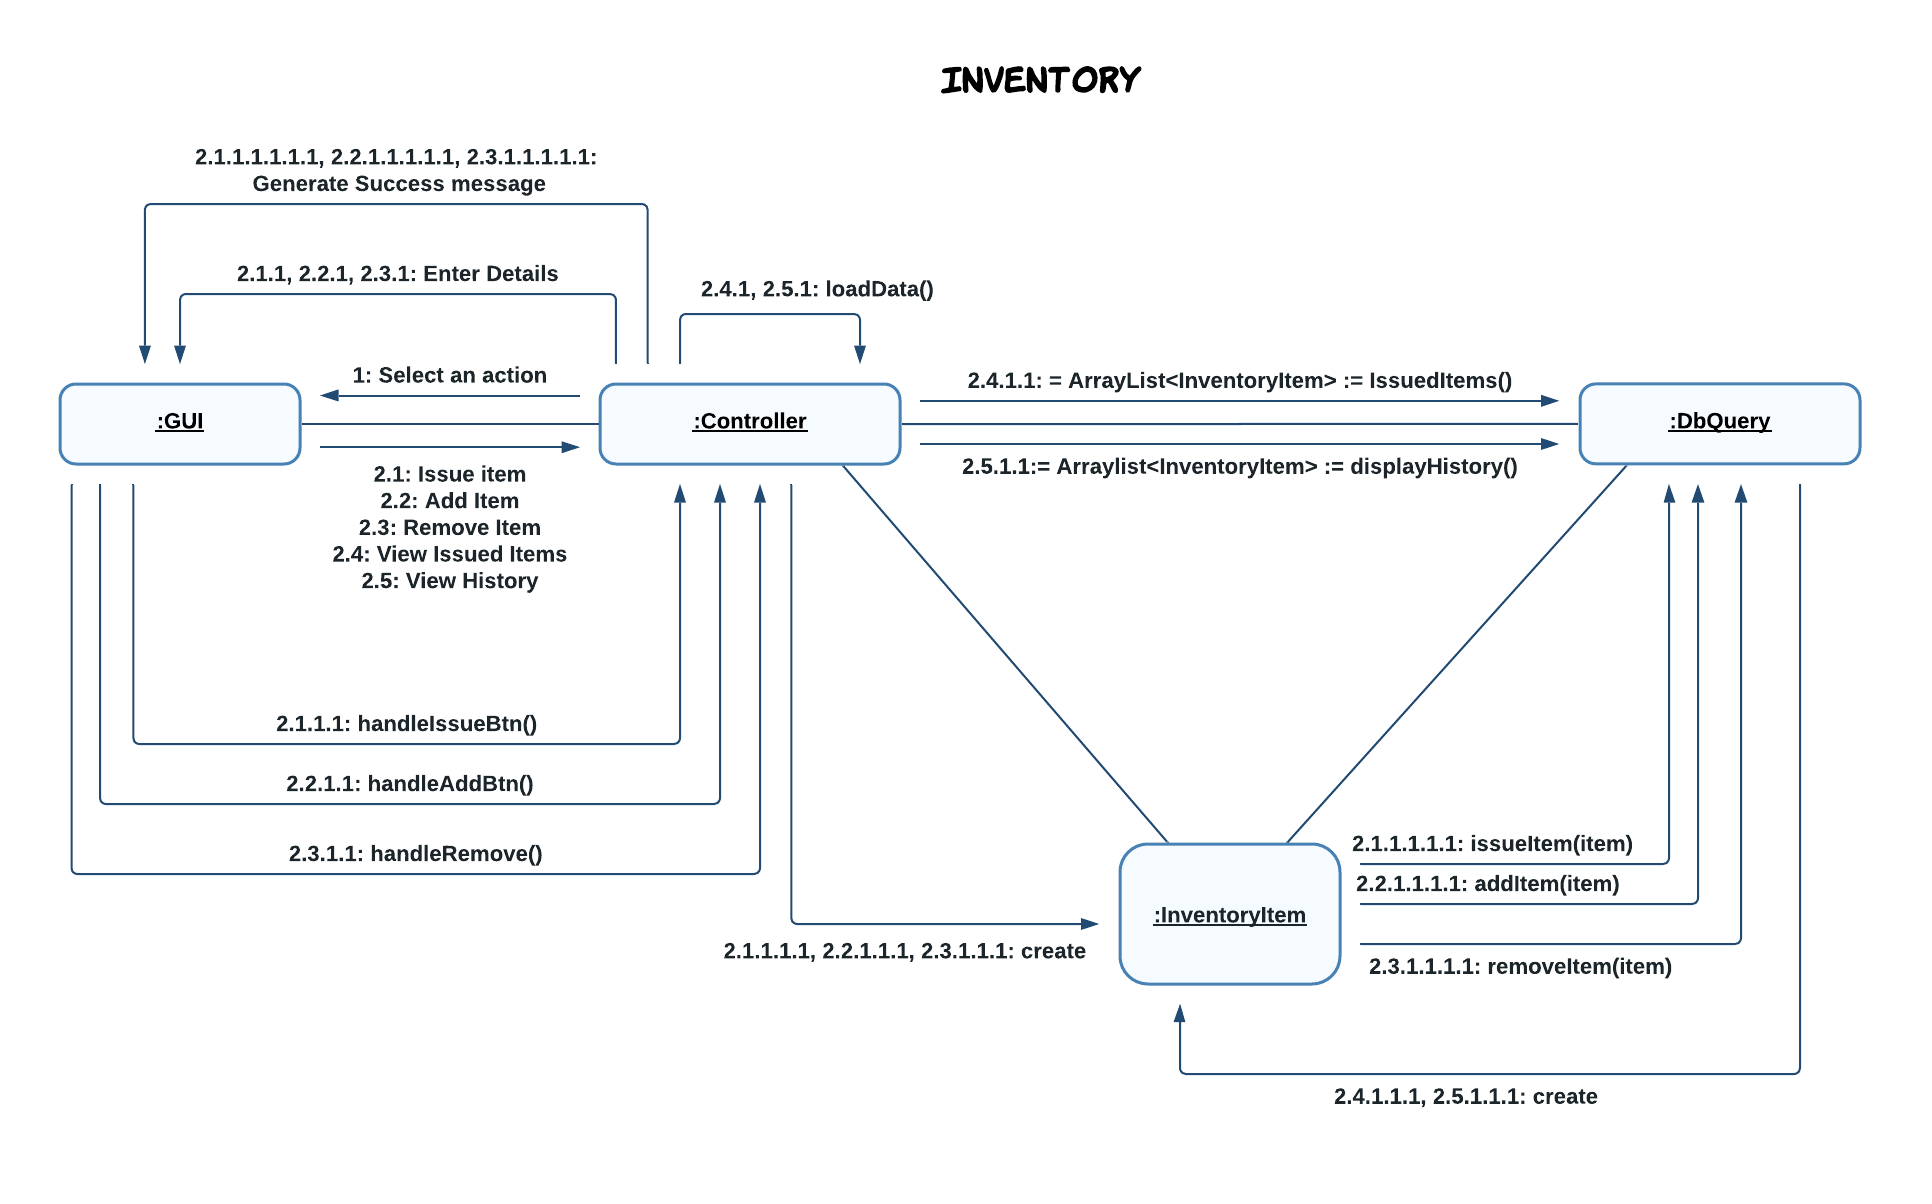 INVENTORY
2.1.1.1.1.1.1, 2.2.1.1.1.1.1, 2.3.1.1.1.1.1:
Generate Success message
2.1.1, 2.2.1, 2.3.1: Enter Details
2.4.1, 2.5.1: loadData()
1: Select an action
2.4.1.1: = ArrayList<InventoryItem> := IssuedItems()
:GUI
:Controller
:DbQuery
2.5.1.1:= Arraylist<InventoryItem> := displayHistory()
2.1: Issue item
2.2: Add Item
2.3: Remove Item
2.4: View Issued Items
2.5: View History
2.1.1.1: handleIssueBtn()
2.2.1.1: handleAddBtn()
2.3.1.1: handleRemove()
2.1.1.1.1.1: issueItem(item)
2.2.1.1.1.1: addItem(item)
:InventoryItem
2.1.1.1.1, 2.2.1.1.1, 2.3.1.1.1: create
2.3.1.1.1.1: removeItem(item)
2.4.1.1.1, 2.5.1.1.1: create